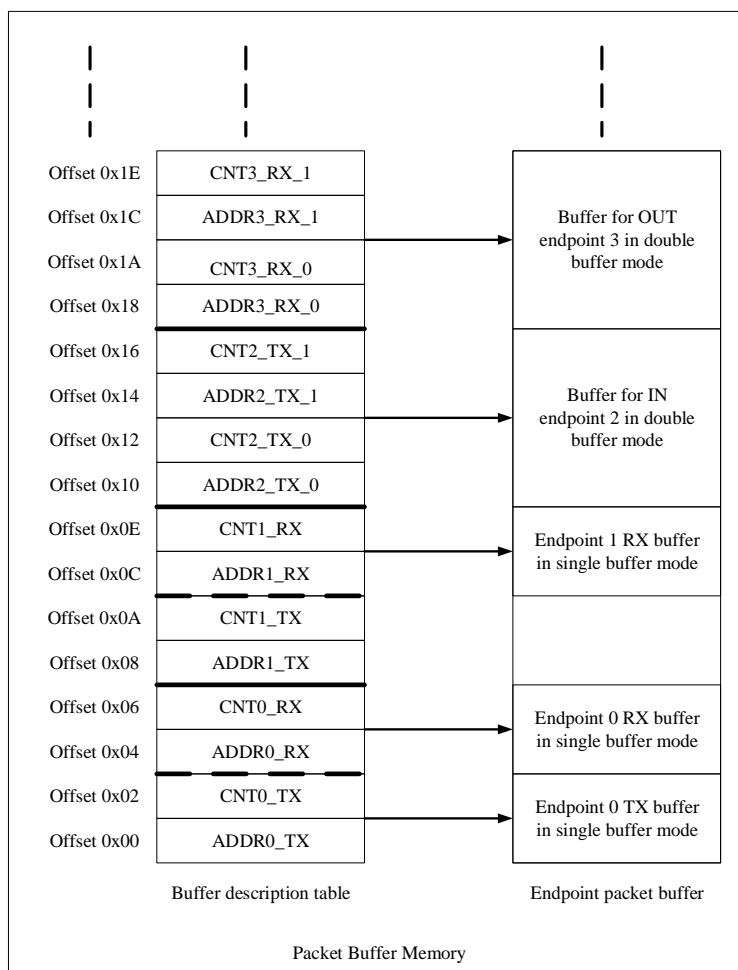 Offset 0x1E CNT3_RX_1
Offset 0x1C ADDR3_RX_1
Offset 0x1A CNT3_RX_0
Offset 0x18 ADDR3_RX_0
Buffer for OUT
endpoint 3 in double
buffer mode
Offset 0x16 CNT2_TX_1
Offset 0x14 ADDR2_TX_1
Offset 0x12 CNT2_TX_0
Offset 0x10 ADDR2_TX_0
Buffer for IN
endpoint 2 in double
buffer mode
Offset 0x0E CNT1_RX
Offset 0x0C ADDR1_RX
Endpoint 1 RX buffer
in single buffer mode
Offset 0x0A CNT1_TX
Offset 0x08 ADDR1_TX
Offset 0x06 CNT0_RX
Offset 0x04 ADDR0_RX
Endpoint 0 RX buffer
in single buffer mode
Offset 0x02 CNT0_TX
Offset 0x00 ADDR0_TX
Endpoint 0 TX buffer
in single buffer mode
Buffer description table
Endpoint packet buffer
Packet Buffer Memory